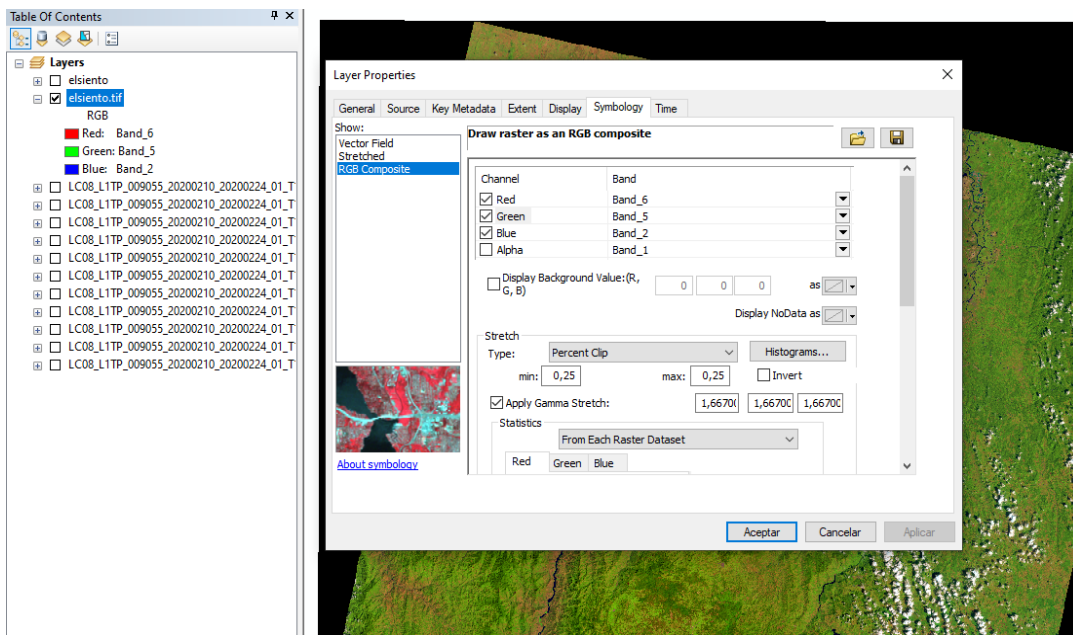 Table Of Contents
Layers
elsiento
elsiento.tif
RGB
Red: Band_6
Green: Band_5
Blue: Band_2
LC08_L1TP_009055_20200210_20200224_01_T
LC08_L1TP_009055_20200210_20200224_01_T
LC08_L1TP_009055_20200210_20200224_01_T
LC08_L1TP_009055_20200210_20200224_01_T
LC08_L1TP_009055_20200210_20200224_01_T
LC08_L1TP_009055_20200210_20200224_01_T
LC08_L1TP_009055_20200210_20200224_01_T
LC08_L1TP_009055_20200210_20200224_01_T
LC08_L1TP_009055_20200210_20200224_01_T
LC08_L1TP_009055_20200210_20200224_01_T
LC08_L1TP_009055_20200210_20200224_01_T
Layer Properties
General Source Key Metadata Extent Display Symbology Time
Show:
Vector Field
Stretched
RGB Composite
About symbology
Draw raster as an RGB composite
Channel Band
Red Band_6
Green Band_5
Blue Band_2
Alpha Band_1
Display Background Value:(R, G, B) 0 0 0 as
Display NoData as
Stretch
Type: Percent Clip Histograms...
min: 0,25 max: 0,25 Invert
Apply Gamma Stretch: 1,6670( 1,6670( 1,6670(
Statistics
From Each Raster Dataset
Red Green Blue
Aceptar Cancelar Aplicar